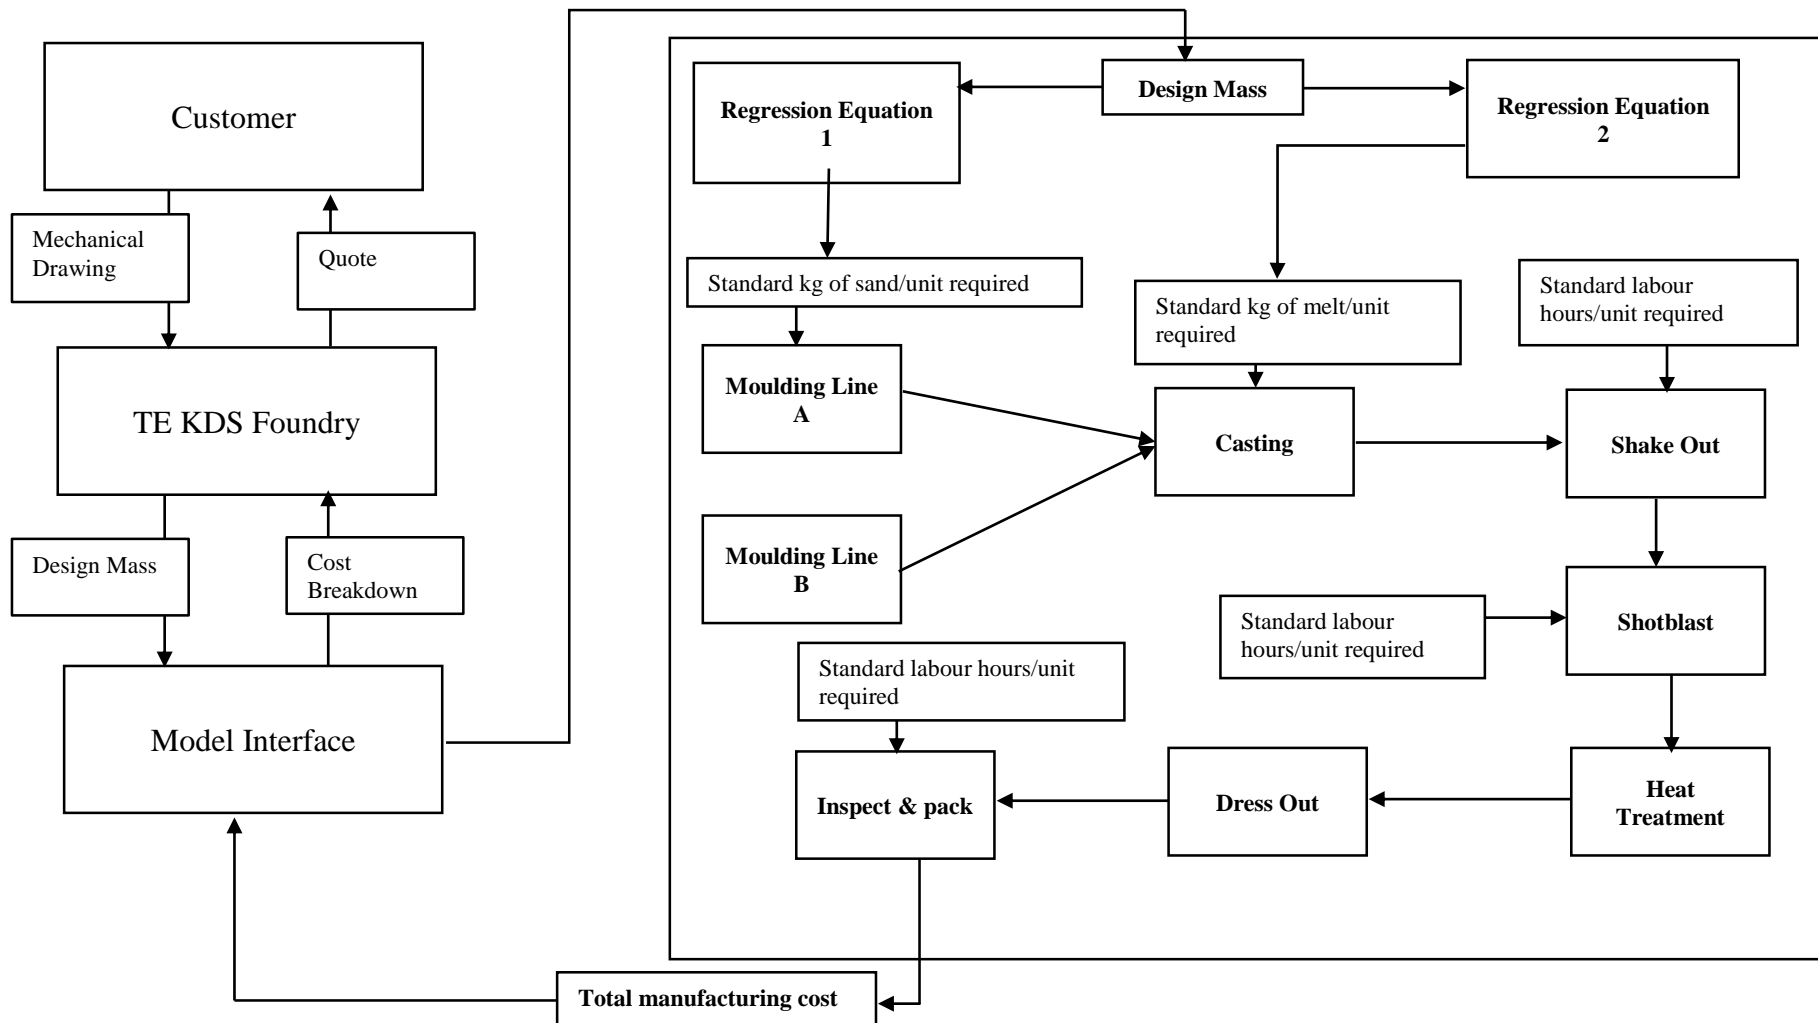 Customer
Mechanical
Drawing
Quote
TE KDS Foundry
Design Mass
Cost
Breakdown
Model Interface
Design Mass
Regression Equation
1
Regression Equation
2
Standard kg of sand/unit required
Standard kg of melt/unit
required
Standard labour
hours/unit required
Moulding Line
A
Casting
Shake Out
Moulding Line
B
Standard labour
hours/unit required
Shotblast
Standard labour hours/unit
required
Inspect & pack
Dress Out
Heat
Treatment
Total manufacturing cost